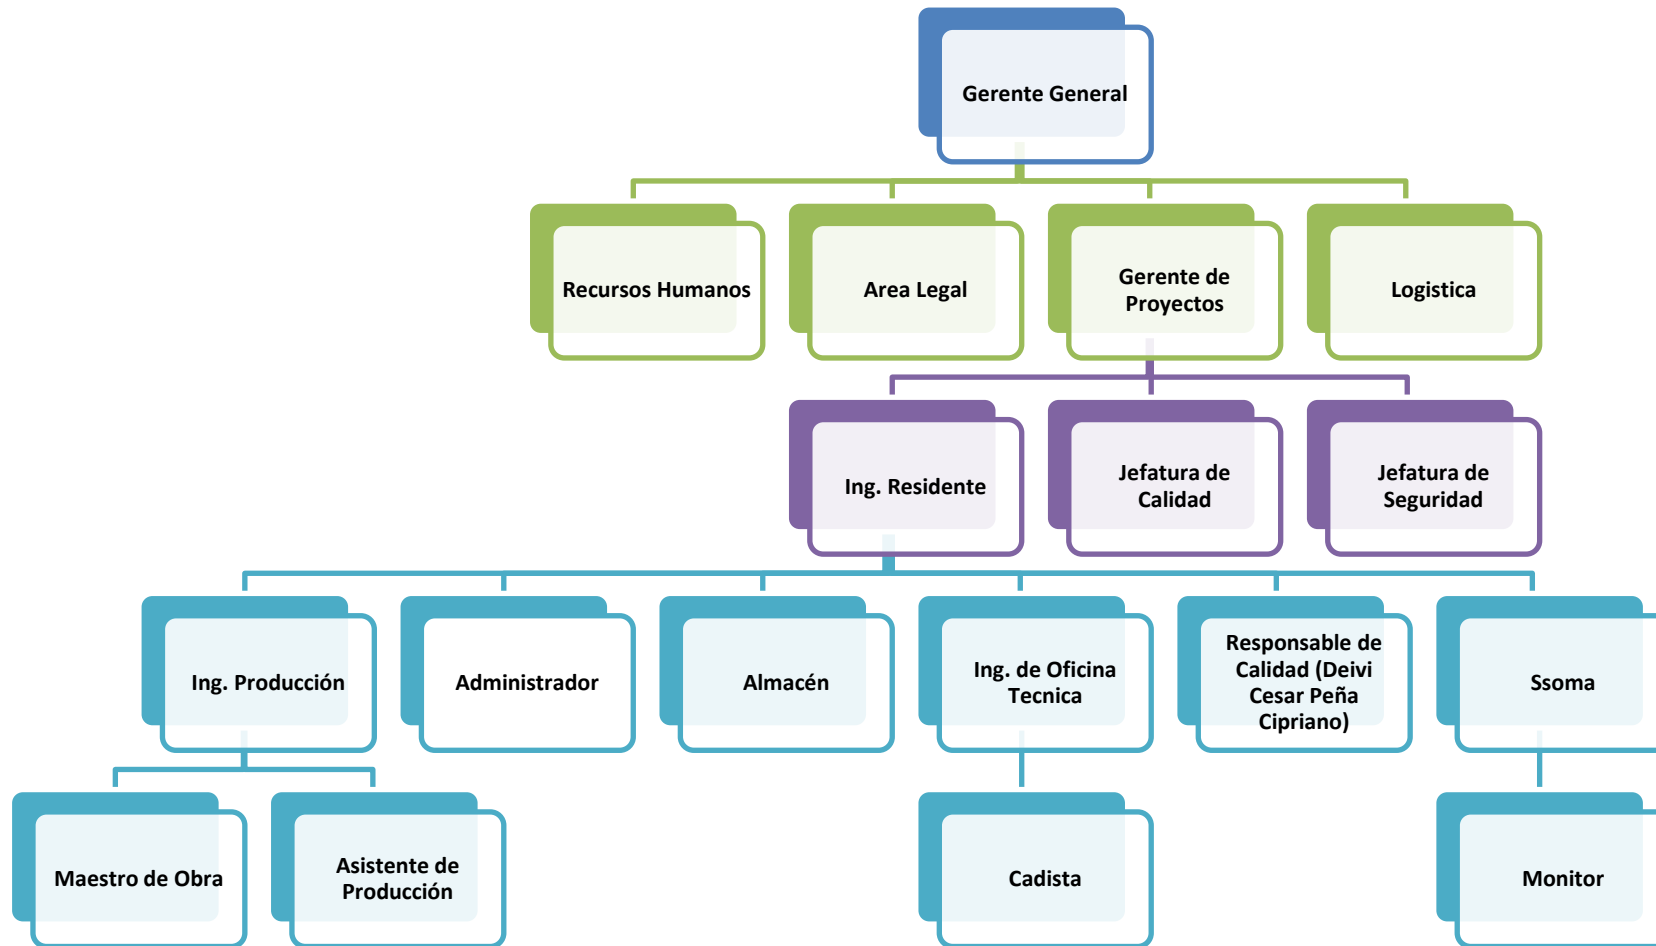 Gerente General
Recursos Humanos
Area Legal
Gerente de
Proyectos
Logistica
Ing. Residente
Jefatura de
Calidad
Jefatura de
Seguridad
Ing. Producción
Administrador
Almacén
Ing. de Oficina
Tecnica
Responsable de
Calidad (Deivi
Cesar Peña
Cipriano)
Ssoma
Maestro de Obra
Asistente de
Producción
Cadista
Monitor